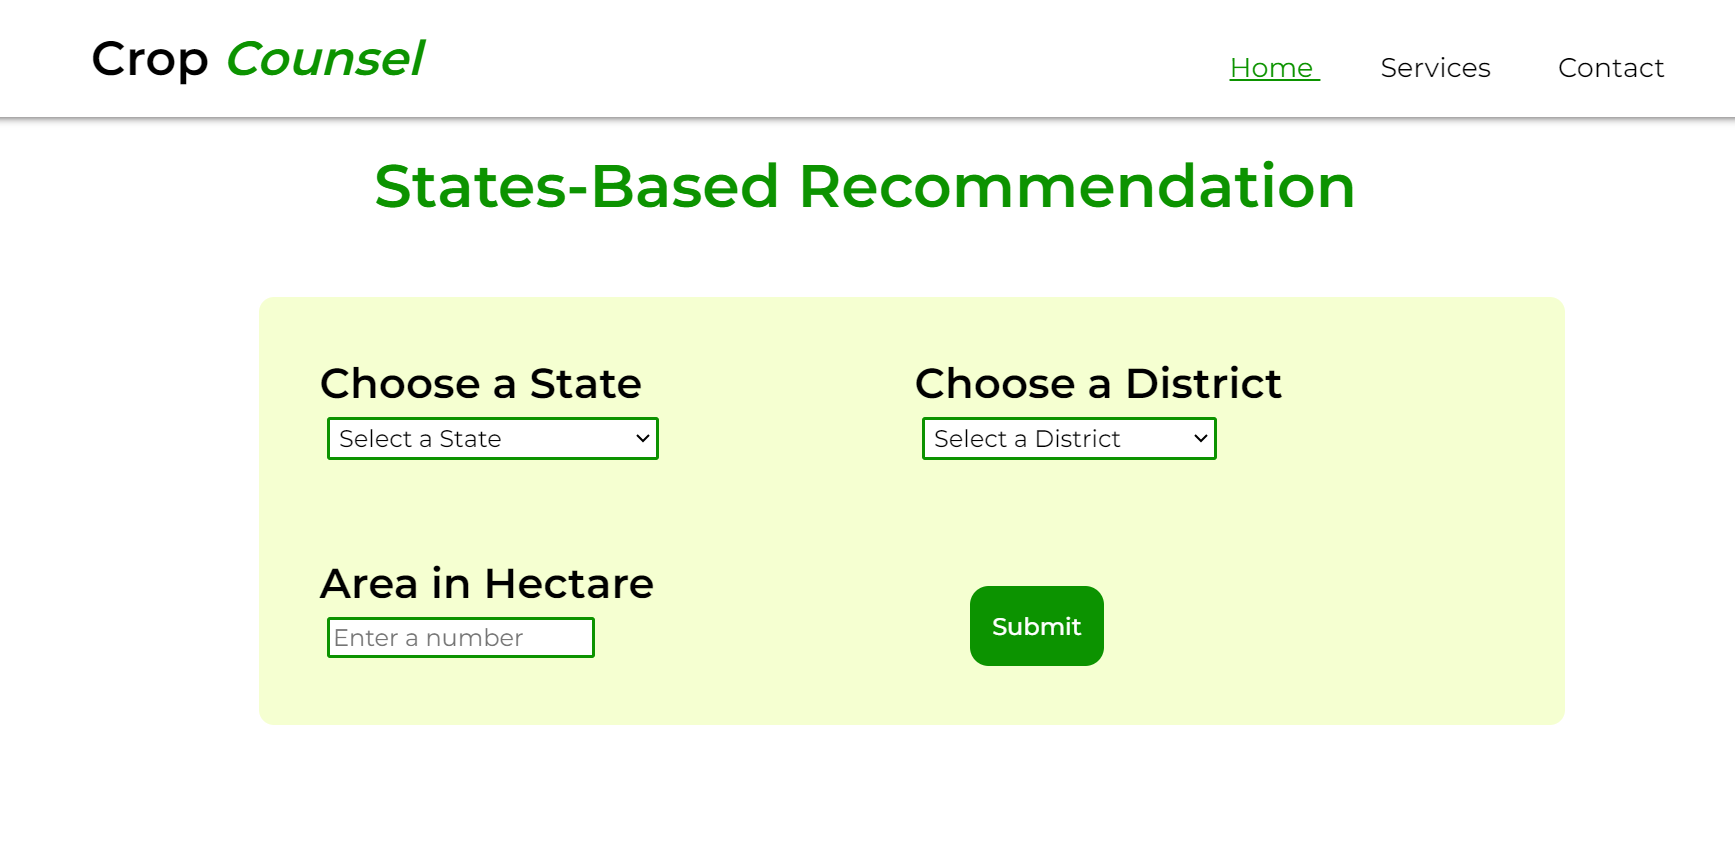 Crop Counsel
Home Services Contact
States-Based Recommendation
Choose a State Choose a District
Select a State Select a District
Area in Hectare
Enter a number
Submit